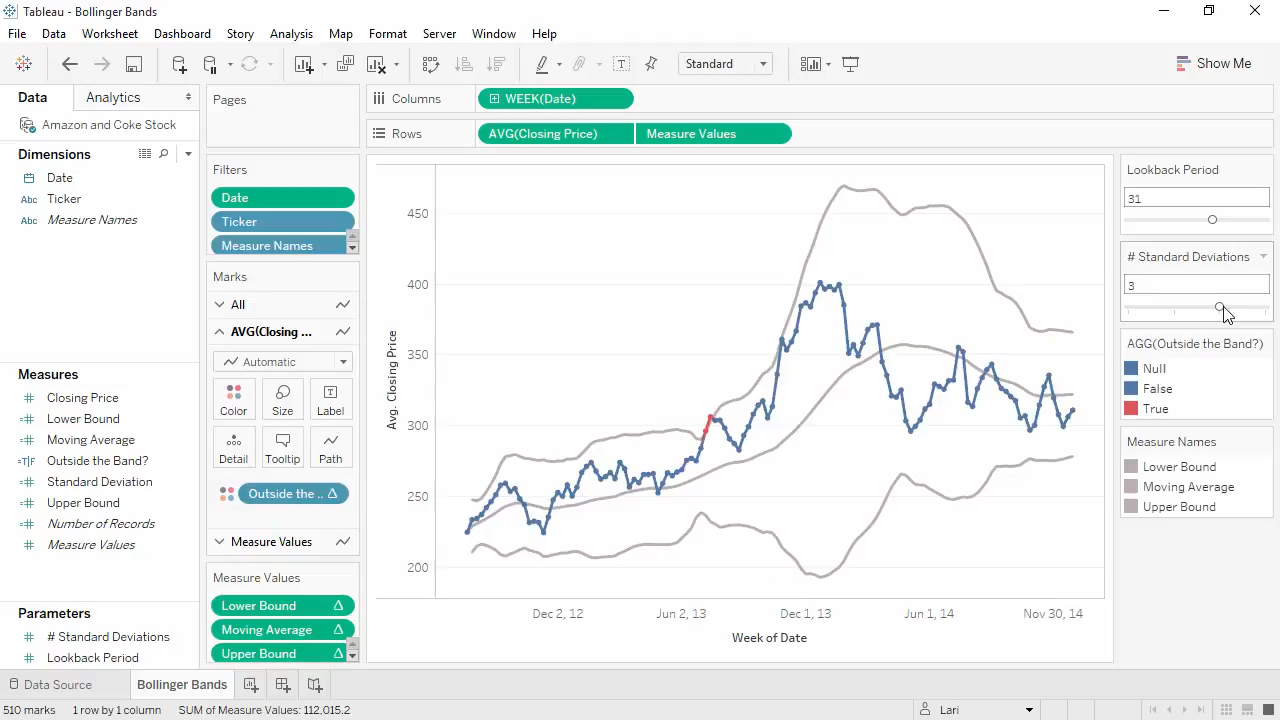 Tableau - Bollinger Bands
File Data Worksheet Dashboard Story Analysis Map Format Server Window Help
Standard
Show Me
Data Analytics
Amazon and Coke Stock
Dimensions
Date
Abc Ticker
Abc Measure Names
Measures
Closing Price
Lower Bound
Moving Average
Outside the Band?
Standard Deviation
Upper Bound
Number of Records
Measure Values
Parameters
# Standard Deviations
Lookback Period
Pages
Filters
Date
Ticker
Measure Names
Marks
All
AVG(Closing ...
Automatic
Color Size Label
Detail Tooltip Path
Outside the ..
Measure Values
Measure Values
Lower Bound
Moving Average
Upper Bound
Columns WEEK(Date)
Rows AVG(Closing Price) Measure Values
Avg. Closing Price
450
400
350
300
250
200
Dec 2, 12 Jun 2, 13 Dec 1, 13 Jun 1, 14 Nov 30, 14
Week of Date
Lookback Period
31
# Standard Deviations
3
AGG(Outside the Band?)
Null
False
True
Measure Names
Lower Bound
Moving Average
Upper Bound
Data Source Bollinger Bands
510 marks 1 row by 1 column SUM of Measure Values: 112,015.2 Lari